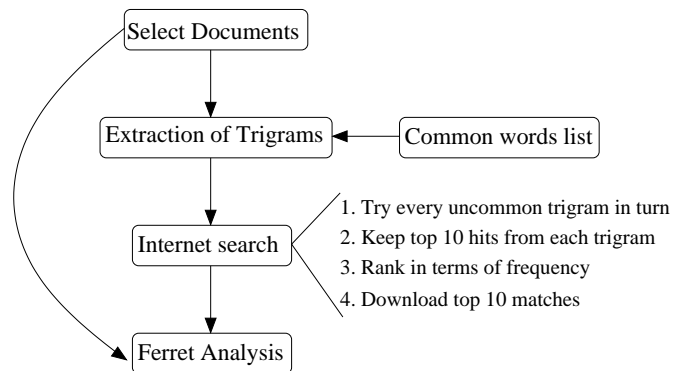 Select Documents
Extraction of Trigrams
Common words list
Internet search
1. Try every uncommon trigram in turn
2. Keep top 10 hits from each trigram
3. Rank in terms of frequency
4. Download top 10 matches
Ferret Analysis